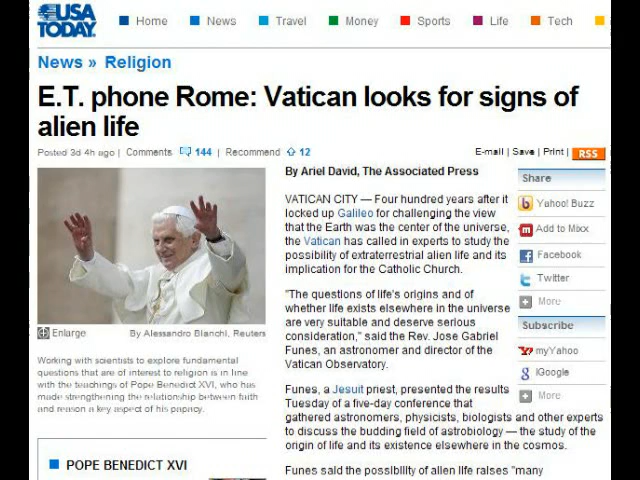 USA
TODAY
Home
News
Travel
Money
Sports
Life
Tech
News » Religion
E.T. phone Rome: Vatican looks for signs of
alien life
Posted 3d 4h ago | Comments 144 | Recommend 12
E-mail | Save | Print | RSS
Enlarge
By Alessandro Bianchi, Reuters
Working with scientists to explore fundamental
questions that are of interest to religion is in line
with the teachings of Pope Benedict XVI, who has
made strengthening the relationship between faith
and reason a key aspect of his papacy.
POPE BENEDICT XVI
By Ariel David, The Associated Press
VATICAN CITY — Four hundred years after it
locked up Galileo for challenging the view
that the Earth was the center of the universe,
the Vatican has called in experts to study the
possibility of extraterrestrial alien life and its
implication for the Catholic Church.
"The questions of life's origins and of
whether life exists elsewhere in the universe
are very suitable and deserve serious
consideration," said the Rev. Jose Gabriel
Funes, an astronomer and director of the
Vatican Observatory.
Funes, a Jesuit priest, presented the results
Tuesday of a five-day conference that
gathered astronomers, physicists, biologists and other experts
to discuss the budding field of astrobiology — the study of the
origin of life and its existence elsewhere in the cosmos.
Funes said the possibility of alien life raises "many
Share
Yahoo! Buzz
Add to Mixx
Facebook
Twitter
More
Subscribe
myYahoo
iGoogle
More